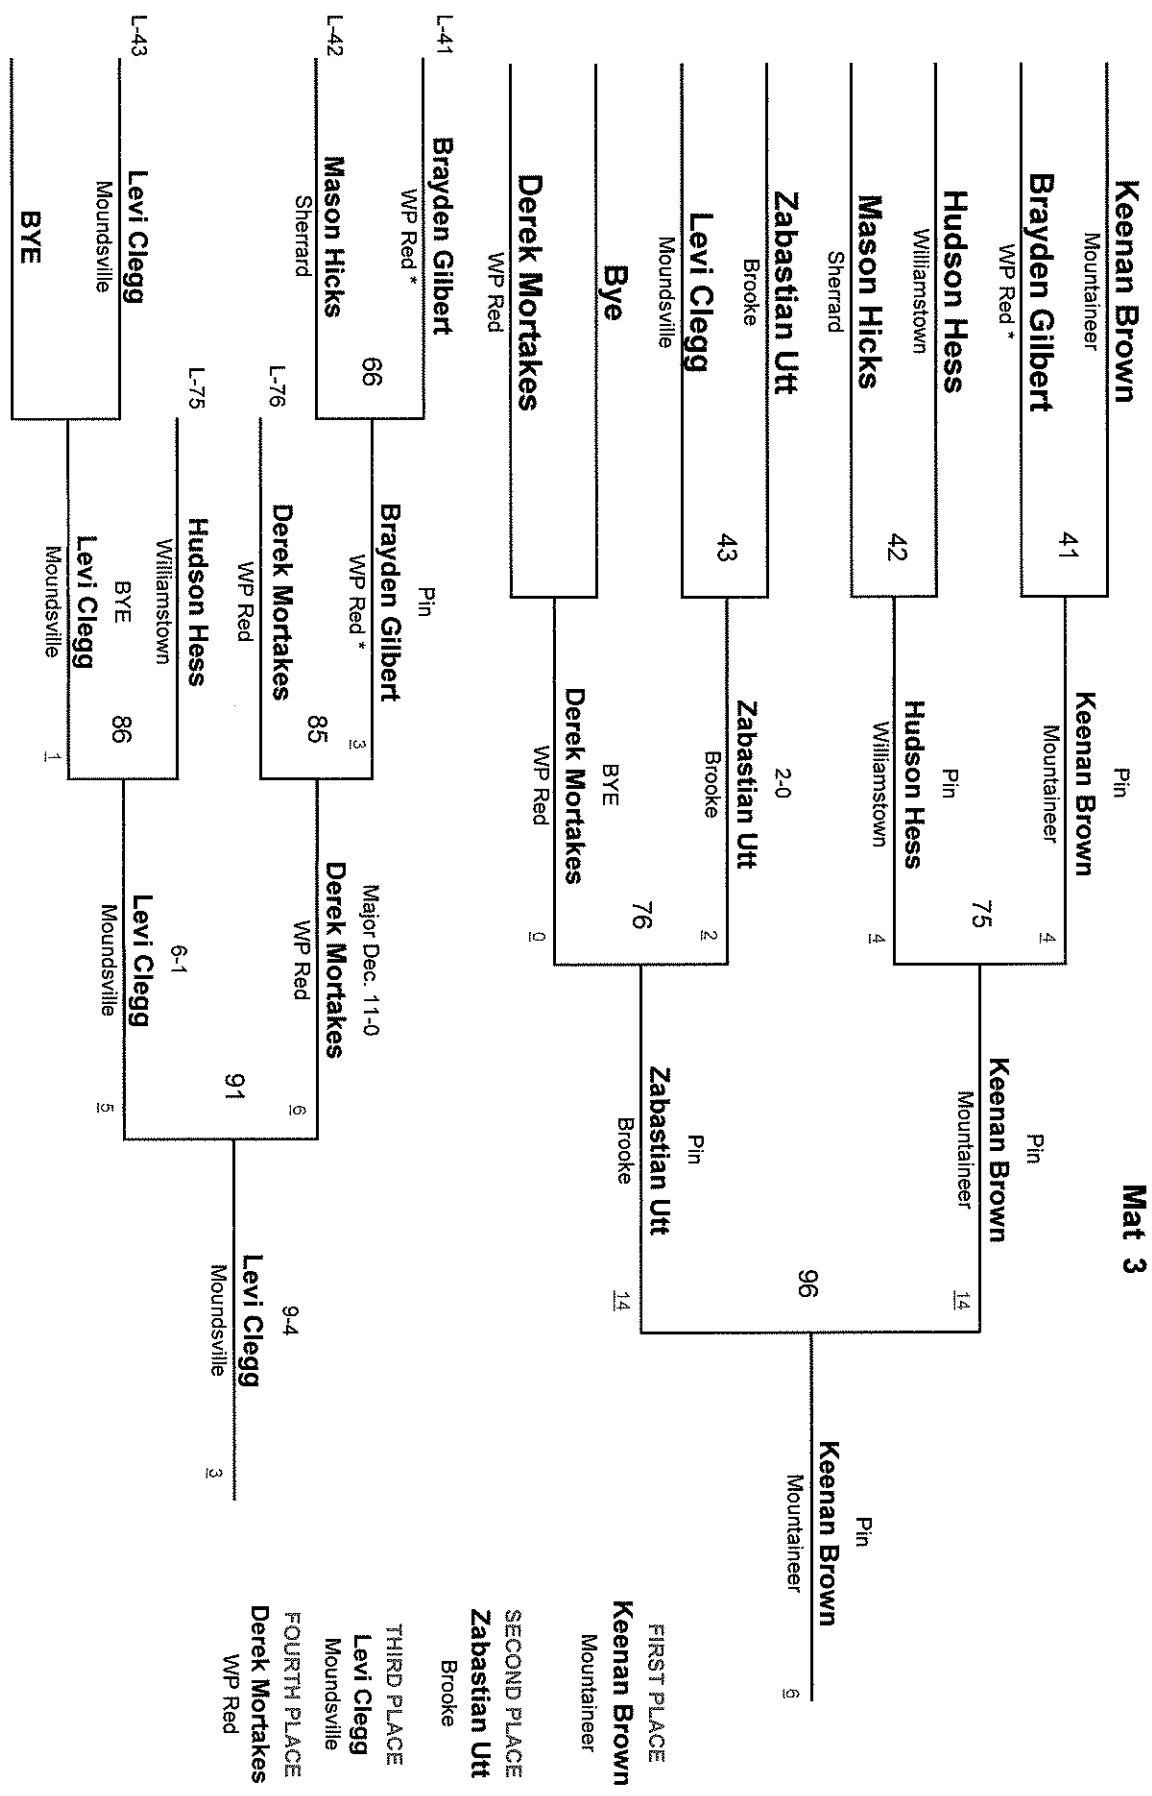 Mat 3
Keenan Brown
Mountaineer
Brayden Gilbert
WP Red *
41
Hudson Hess
Williamstown
Mason Hicks
Sherrard
42
Zabastian Utt
Brooke
Levi Clegg
Moundsville
43
Bye
Derek Mortakes
WP Red
Pin
Keenan Brown
Mountaineer
4
75
Pin
Hudson Hess
Williamstown
4
2-0
Zabastian Utt
Brooke
2
76
BYE
Derek Mortakes
WP Red
0
Pin
Keenan Brown
Mountaineer
14
96
Pin
Zabastian Utt
Brooke
14
Pin
Keenan Brown
Mountaineer
6
L-41
Brayden Gilbert
WP Red *
66
L-42
Mason Hicks
Sherrard
L-43
Levi Clegg
Moundsville
BYE
Pin
Brayden Gilbert
WP Red *
3
85
L-76
Derek Mortakes
WP Red
L-75
Hudson Hess
Williamstown
86
BYE
Levi Clegg
Moundsville
1
Major Dec. 11-0
Derek Mortakes
WP Red
6
91
6-1
Levi Clegg
Moundsville
5
9-4
Levi Clegg
Moundsville
3
FIRST PLACE
Keenan Brown
Mountaineer
SECOND PLACE
Zabastian Utt
Brooke
THIRD PLACE
Levi Clegg
Moundsville
FOURTH PLACE
Derek Mortakes
WP Red